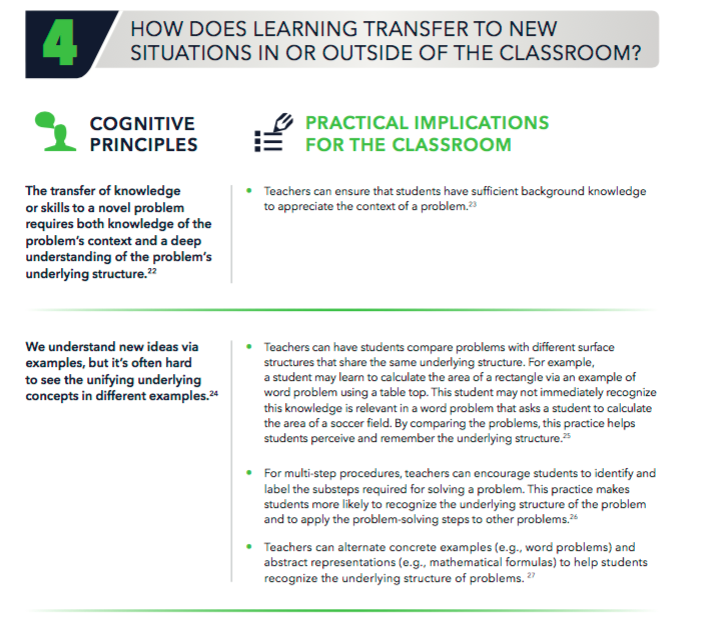 4
HOW DOES LEARNING TRANSFER TO NEW
SITUATIONS IN OR OUTSIDE OF THE CLASSROOM?
COGNITIVE
PRINCIPLES
PRACTICAL IMPLICATIONS
FOR THE CLASSROOM
The transfer of knowledge
or skills to a novel problem
requires both knowledge of the
problem's context and a deep
understanding of the problem's
underlying structure.²²
• Teachers can ensure that students have sufficient background knowledge
to appreciate the context of a problem.²³
We understand new ideas via
examples, but it's often hard
to see the unifying underlying
concepts in different examples.²⁴
• Teachers can have students compare problems with different surface
structures that share the same underlying structure. For example,
a student may learn to calculate the area of a rectangle via an example of
word problem using a table top. This student may not immediately recognize
this knowledge is relevant in a word problem that asks a student to calculate
the area of a soccer field. By comparing the problems, this practice helps
students perceive and remember the underlying structure.²⁵
• For multi-step procedures, teachers can encourage students to identify and
label the substeps required for solving a problem. This practice makes
students more likely to recognize the underlying structure of the problem
and to apply the problem-solving steps to other problems.²⁶
• Teachers can alternate concrete examples (e.g., word problems) and
abstract representations (e.g., mathematical formulas) to help students
recognize the underlying structure of problems. ²⁷